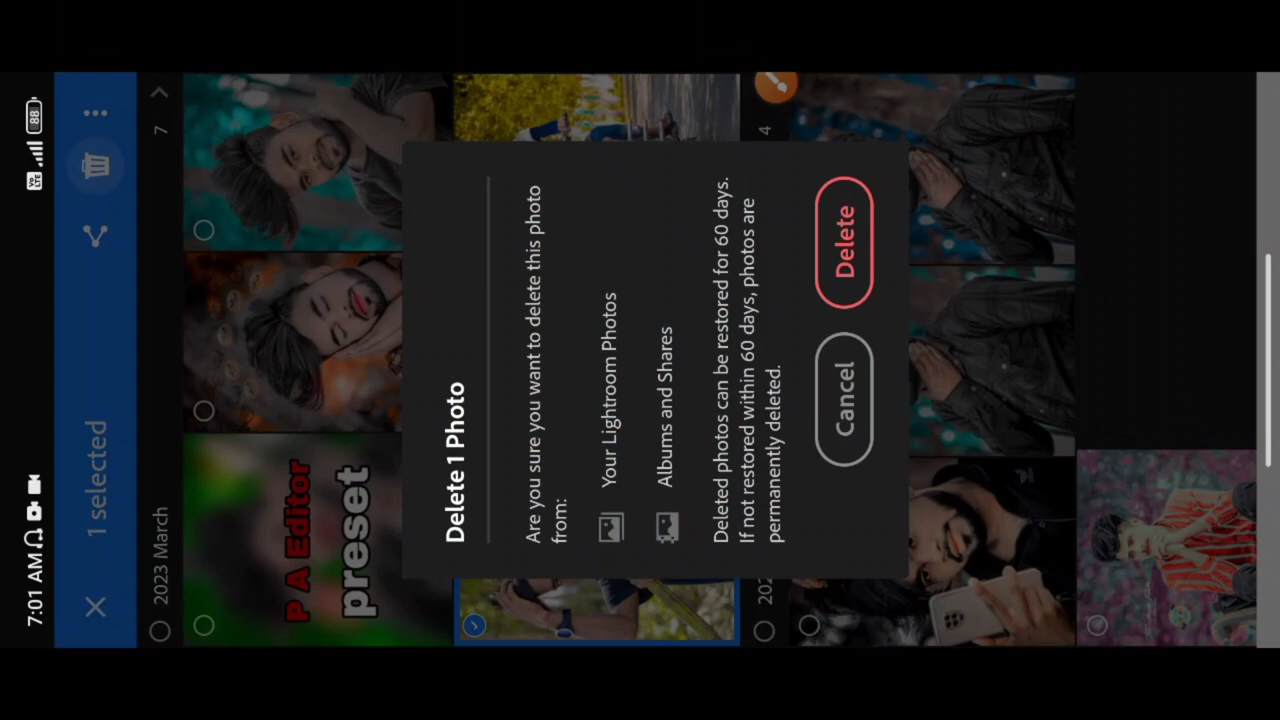 7:01 AM
Vo LTE
88
1 selected
2023 March
7
P A Editor
preset
4
Delete 1 Photo
Are you sure you want to delete this photo
from:
Your Lightroom Photos
Albums and Shares
Deleted photos can be restored for 60 days.
If not restored within 60 days, photos are
permanently deleted.
Cancel
Delete